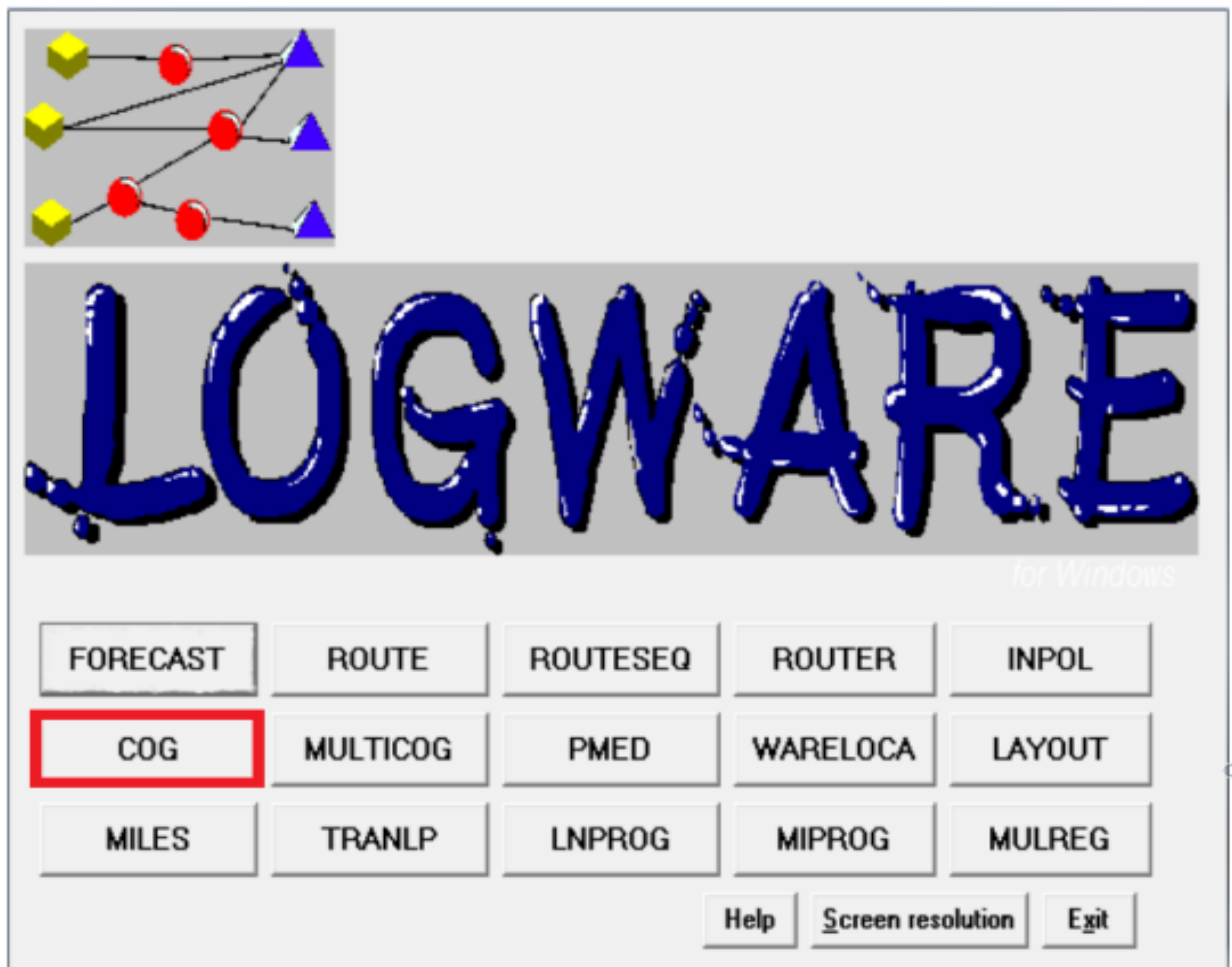 LOGWARE
for Windows
FORECAST ROUTE ROUTESEQ ROUTER INPOL
COG MULTICOG PMED WARELOCA LAYOUT
MILES TRANLP LNPROG MIPROG MULREG
Help Screen resolution Exit